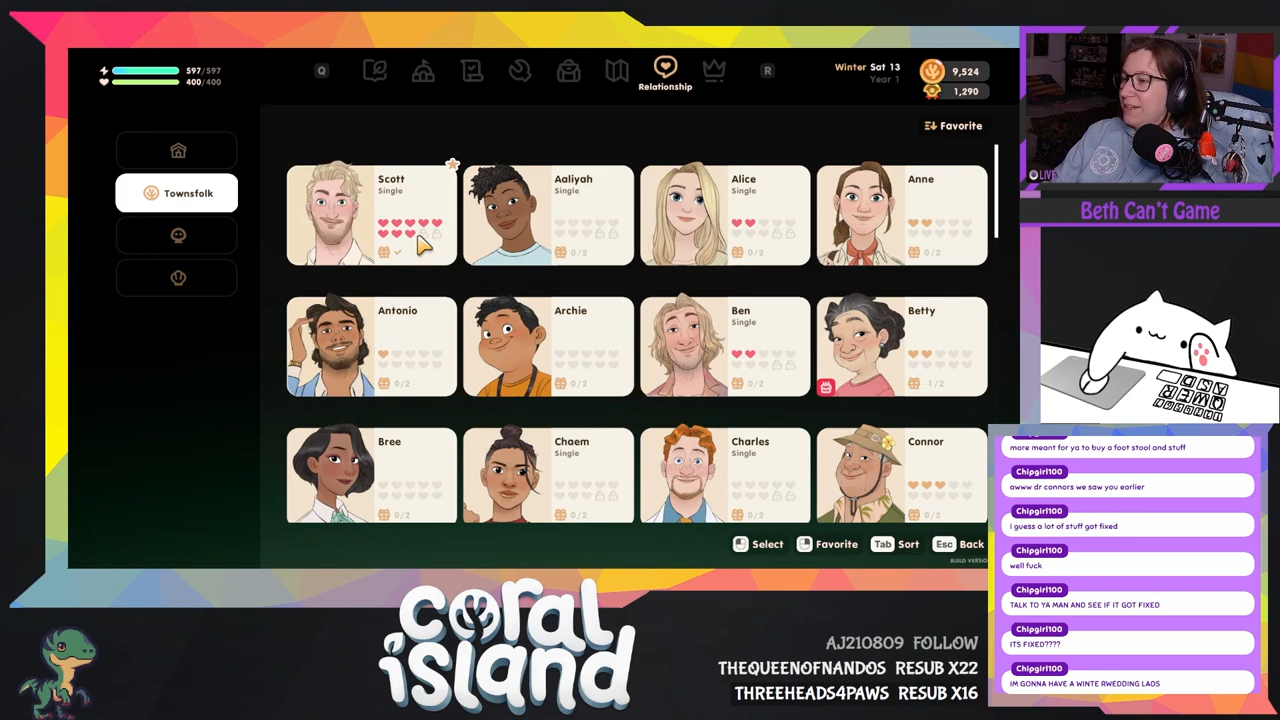 597/597
400/400
Q
Relationship
R
Winter Sat 13
Year 1
9,524
1,290
Favorite
Townsfolk
Scott
Single
Aaliyah
Single
0/2
Alice
Single
0/2
Anne
0/2
Antonio
0/2
Archie
0/2
Ben
Single
0/2
Betty
-1/2
Bree
0/2
Chaem
Single
0/2
Charles
Single
0/2
Connor
0/2
Select
Favorite
Tab Sort
Esc Back
BUILD VERSIO
LIVE
Beth Can't Game
more meant for ya to buy a foot stool and stuff
Chipgirl100
awww dr connors we saw you earlier
Chipgirl100
i guess a lot of stuff got fixed
Chipgirl100
well fuck
Chipgirl100
TALK TO YA MAN AND SEE IF IT GOT FIXED
Chipgirl100
ITS FIXED????
Chipgirl100
IM GONNA HAVE A WINTE RWEDDING LADS
coral
island
AJ210809 FOLLOW
THEQUEENOFNANDOS RESUB X22
THREEHEADS4PAWS RESUB X16